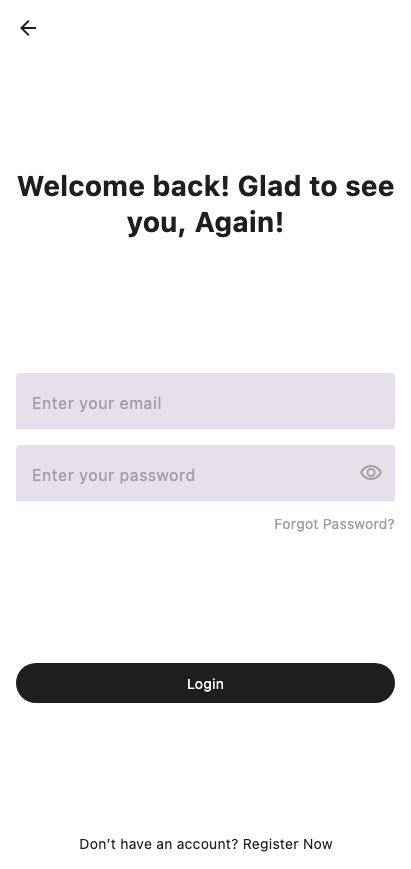 Welcome back! Glad to see
you, Again!
Enter your email
Enter your password
Forgot Password?
Login
Don’t have an account? Register Now